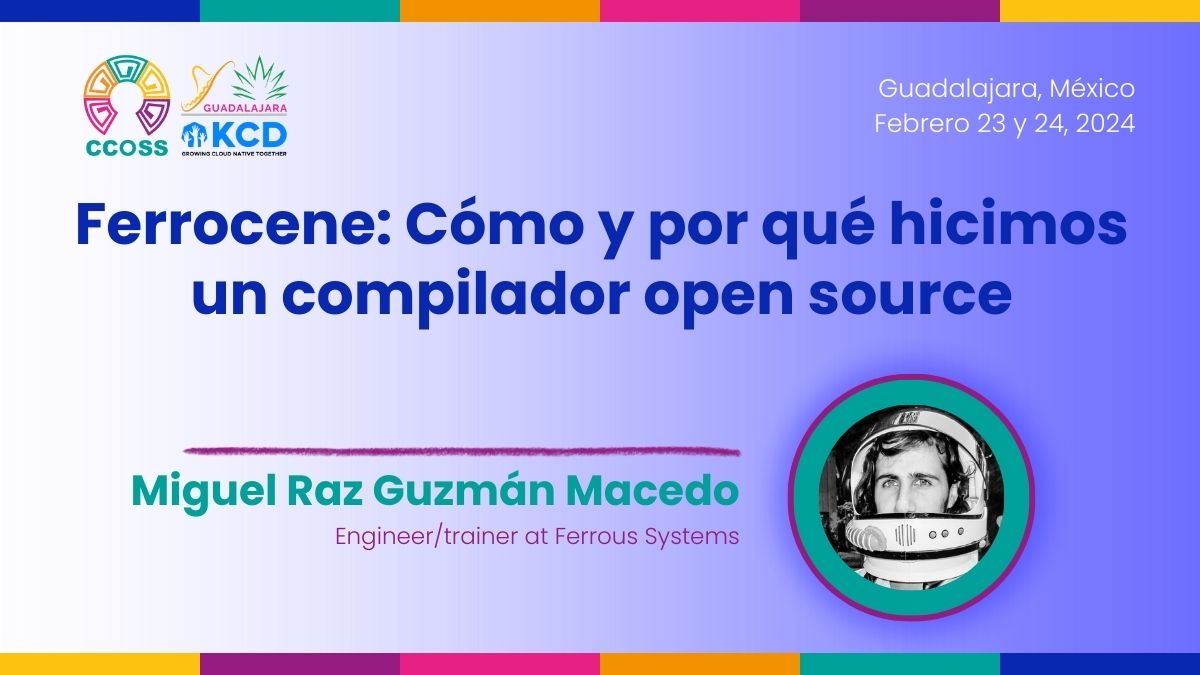 CCOSS
GUADALAJARA
KCD
GROWING CLOUD NATIVE TOGETHER
Guadalajara, México
Febrero 23 y 24, 2024
Ferrocene: Cómo y por qué hicimos
un compilador open source
Miguel Raz Guzmán Macedo
Engineer/trainer at Ferrous Systems